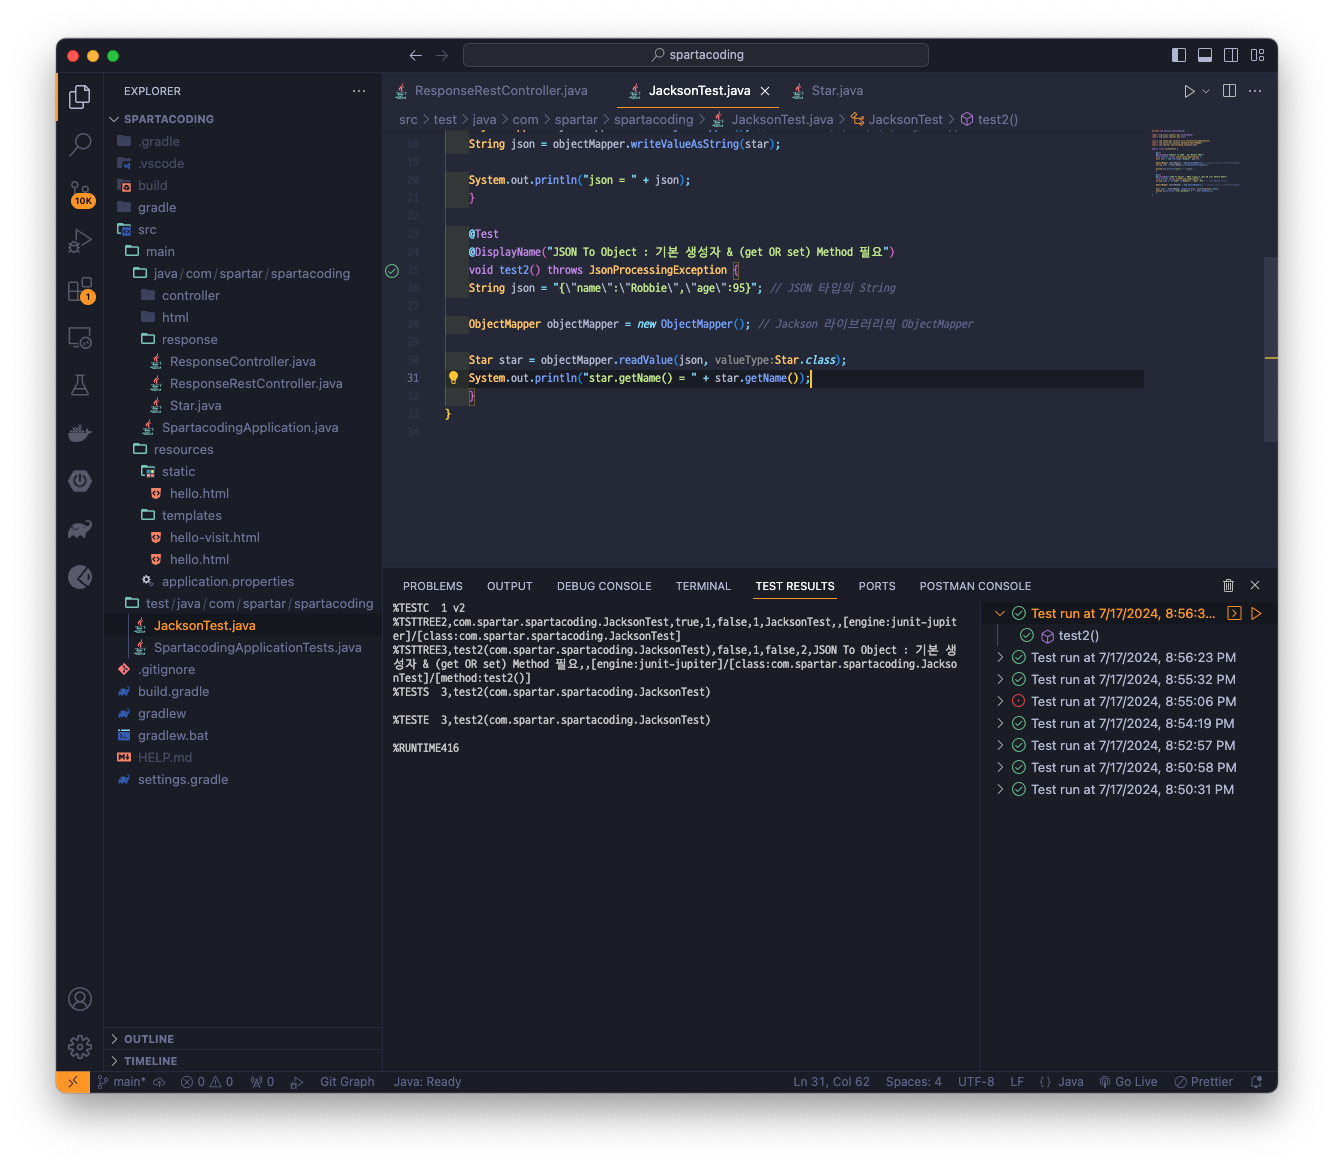 spartacoding
EXPLORER
SPARTACODING
.gradle
.vscode
build
gradle
src
main
java/com/spartar/spartacoding
controller
html
response
ResponseController.java
ResponseRestController.java
Star.java
SpartacodingApplication.java
resources
static
hello.html
templates
hello-visit.html
hello.html
application.properties
test/java/com/spartar/spartacoding
JacksonTest.java
SpartacodingApplicationTests.java
.gitignore
build.gradle
gradlew
gradlew.bat
HELP.md
settings.gradle
OUTLINE
TIMELINE
10K
1
ResponseRestController.java
JacksonTest.java
Star.java
src > test > java > com > spartar > spartacoding > JacksonTest.java > JacksonTest > test2()
18 String json = objectMapper.writeValueAsString(star);
19
20 System.out.println("json = " + json);
21 }
22
23 @Test
24 @DisplayName("JSON To Object : 기본 생성자 & (get OR set) Method 필요")
25 void test2() throws JsonProcessingException {
26 String json = "{\"name\":\"Robbie\",\"age\":95}"; // JSON 타입의 String
27
28 ObjectMapper objectMapper = new ObjectMapper(); // Jackson 라이브러리의 ObjectMapper
29
30 Star star = objectMapper.readValue(json, valueType:Star.class);
31 System.out.println("star.getName() = " + star.getName());
32 }
33 }
34
PROBLEMS OUTPUT DEBUG CONSOLE TERMINAL TEST RESULTS PORTS POSTMAN CONSOLE
%TESTC  1 v2
%TSTTREE2,com.spartar.spartacoding.JacksonTest,true,1,false,1,JacksonTest,,[engine:junit-jupit
er]/[class:com.spartar.spartacoding.JacksonTest]
%TSTTREE3,test2(com.spartar.spartacoding.JacksonTest),false,1,false,2,JSON To Object : 기본 생
성자 & (get OR set) Method 필요,,[engine:junit-jupiter]/[class:com.spartar.spartacoding.Jackso
nTest]/[method:test2()]
%TESTS  3,test2(com.spartar.spartacoding.JacksonTest)
%TESTE  3,test2(com.spartar.spartacoding.JacksonTest)
%RUNTIME416
Test run at 7/17/2024, 8:56:3...
test2()
Test run at 7/17/2024, 8:56:23 PM
Test run at 7/17/2024, 8:55:32 PM
Test run at 7/17/2024, 8:55:06 PM
Test run at 7/17/2024, 8:54:19 PM
Test run at 7/17/2024, 8:52:57 PM
Test run at 7/17/2024, 8:50:58 PM
Test run at 7/17/2024, 8:50:31 PM
main* 0 0 0 Git Graph Java: Ready Ln 31, Col 62 Spaces: 4 UTF-8 LF {} Java Go Live Prettier